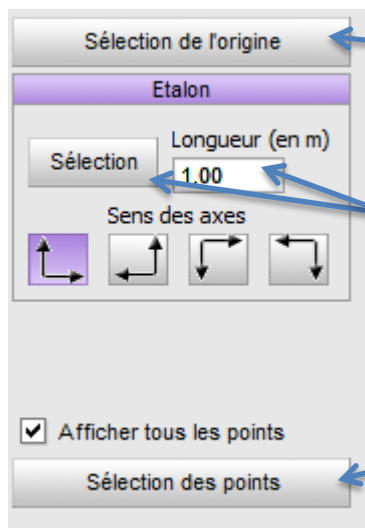 Sélection de l'origine
Etalon
Longueur (en m)
Sélection
1.00
Sens des axes
Afficher tous les points
Sélection des points